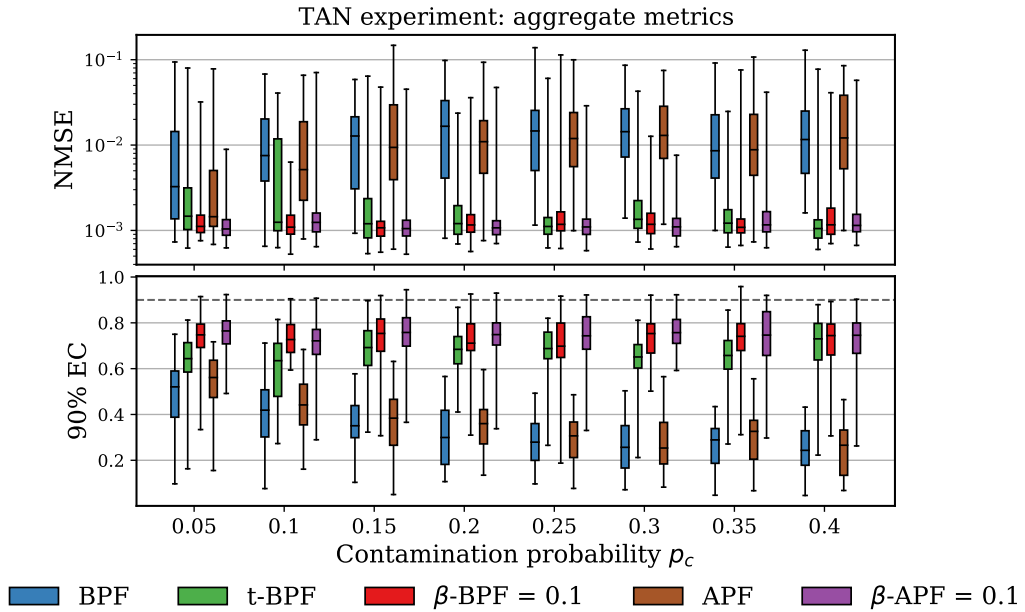 TAN experiment: aggregate metrics
NMSE
10⁻¹
10⁻²
10⁻³
90% EC
1.0
0.8
0.6
0.4
0.2
0.05 0.1 0.15 0.2 0.25 0.3 0.35 0.4
Contamination probability p_c
BPF t-BPF β-BPF = 0.1 APF β-APF = 0.1